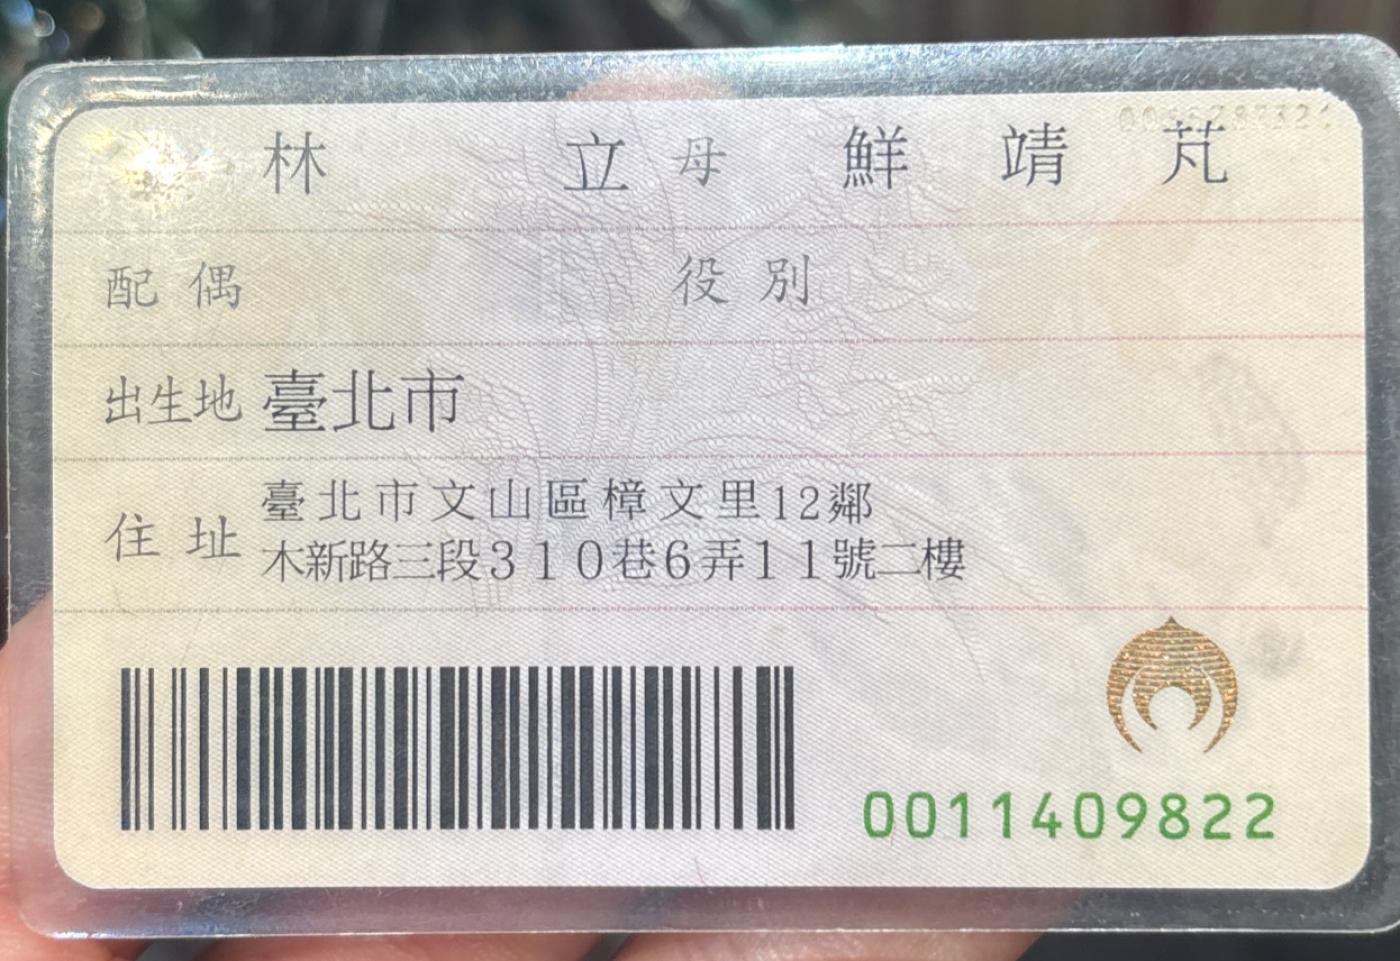 林 立 母 鮮 靖 芃
配偶 役別
出生地 臺北市
住址 臺北市文山區樟文里12鄰
木新路三段310巷6弄11號二樓
0011409822